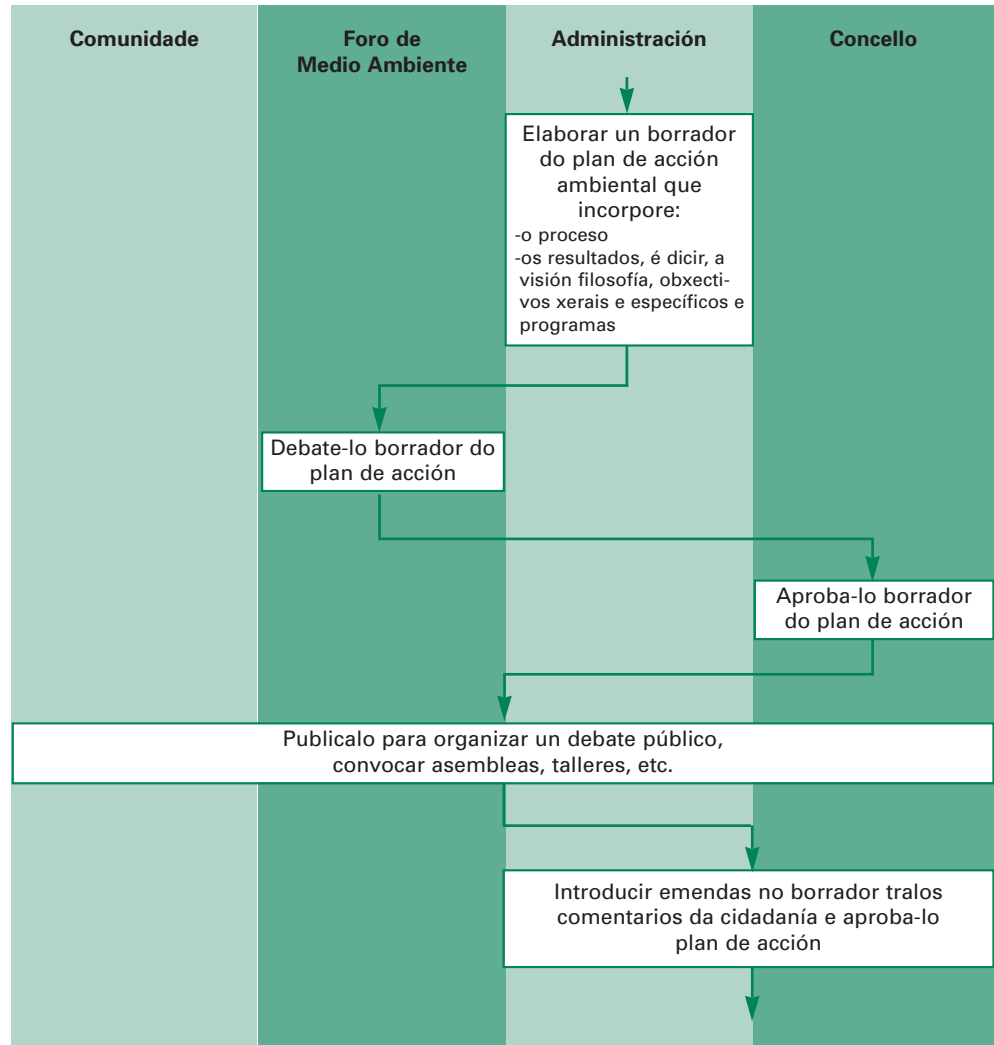 Comunidade
Foro de
Medio Ambiente
Administración
Concello
Elaborar un borrador
do plan de acción
ambiental que
incorpore:
-o proceso
-os resultados, é dicir, a
visión filosofía, obxecti-
vos xerais e específicos e
programas
Debate-lo borrador do
plan de acción
Aproba-lo borrador
do plan de acción
Publicalo para organizar un debate público,
convocar asembleas, talleres, etc.
Introducir emendas no borrador tralos
comentarios da cidadanía e aproba-lo
plan de acción